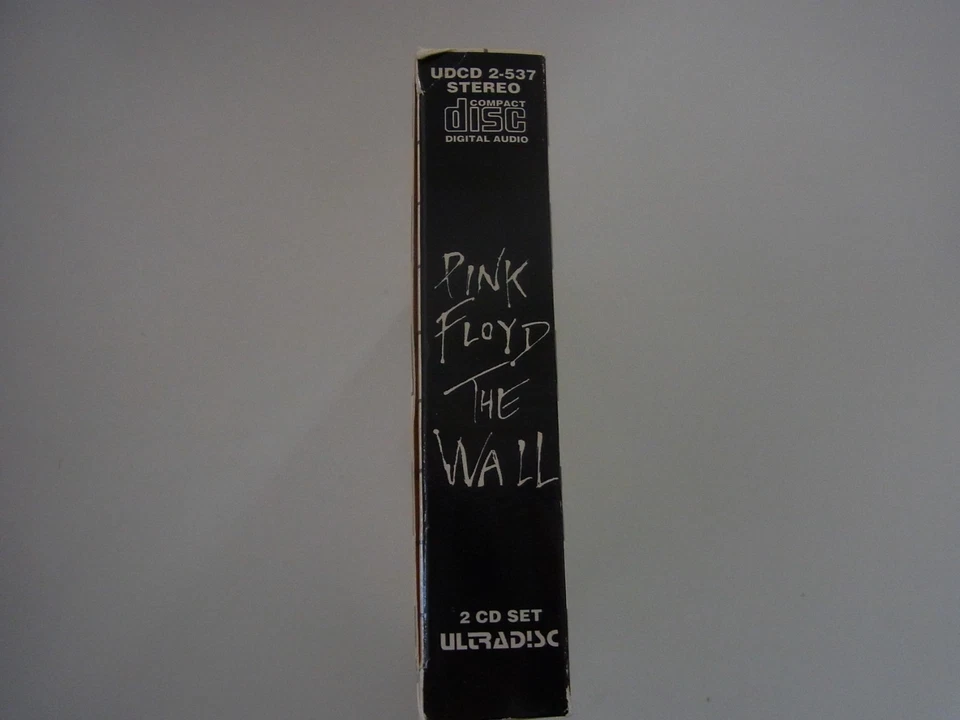 UDCD 2-537
STEREO
COMPACT
disc
DIGITAL AUDIO
PINK
FLOYD
THE
WALL
2 CD SET
ULTRADISC